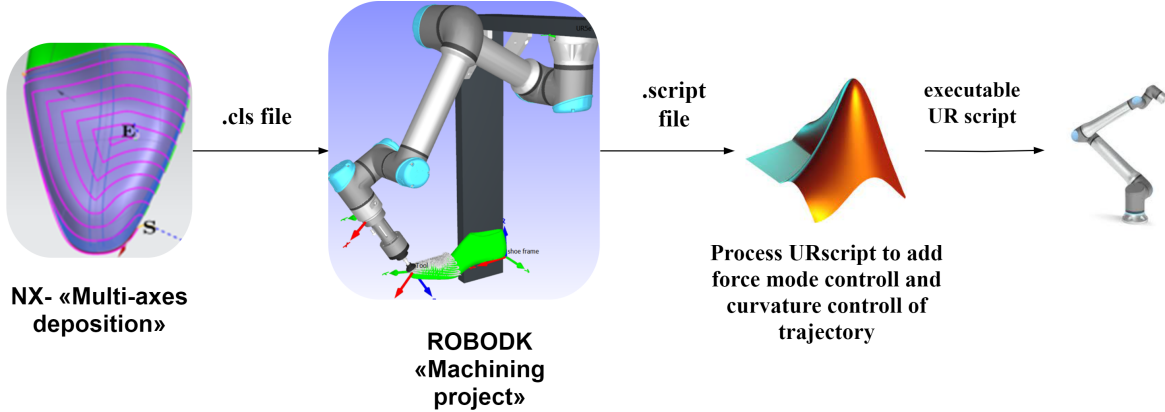 E
S
NX- «Multi-axes
deposition»
.cls file
Tool
shoe frame
ROBODK
«Machining
project»
.script
file
Process URscript to add
force mode controll and
curvature controll of
trajectory
executable
UR script